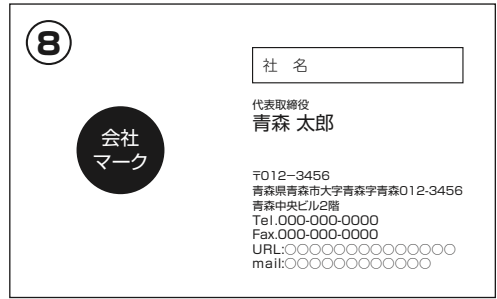 ⑧
社 名
代表取締役
青森 太郎
会社
マーク
〒012−3456
青森県青森市大字青森字青森012-3456
青森中央ビル2階
Tel.000-000-0000
Fax.000-000-0000
URL:○○○○○○○○○○○○○○
mail:○○○○○○○○○○○○